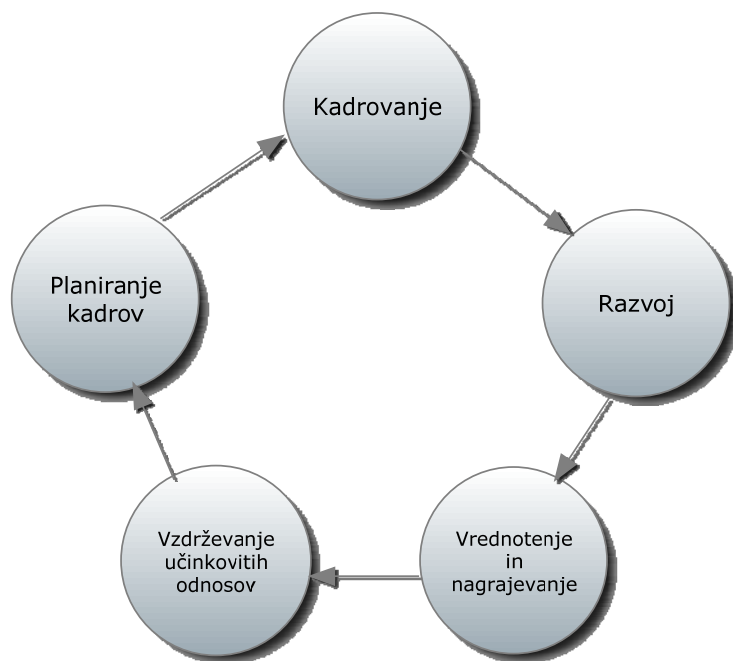 Kadrovanje
Planiranje
kadrov
Razvoj
Vzdrževanje
učinkovitih
odnosov
Vrednotenje
in
nagrajevanje